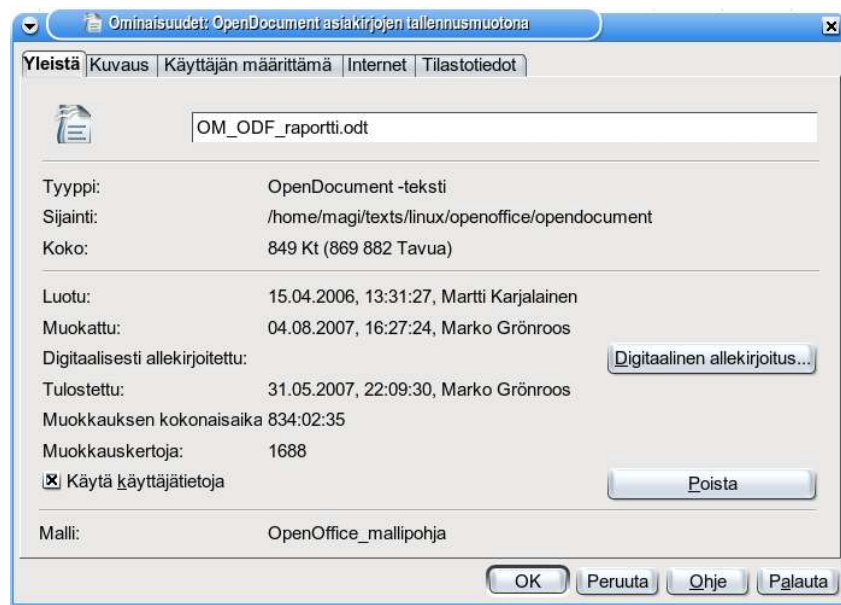 Ominaisuudet: OpenDocument asiakirjojen tallennusmuotona
Yleistä Kuvaus Käyttäjän määrittämä Internet Tilastotiedot
OM_ODF_raportti.odt
Tyyppi: OpenDocument -teksti
Sijainti: /home/magi/texts/linux/openoffice/opendocument
Koko: 849 Kt (869 882 Tavua)
Luotu: 15.04.2006, 13:31:27, Martti Karjalainen
Muokattu: 04.08.2007, 16:27:24, Marko Grönroos
Digitaalisesti allekirjoitettu: Digitaalinen allekirjoitus...
Tulostettu: 31.05.2007, 22:09:30, Marko Grönroos
Muokkauksen kokonaisaika 834:02:35
Muokkauskertoja: 1688
Käytä käyttäjätietoja Poista
Malli: OpenOffice_mallipohja
OK Peruuta Ohje Palauta